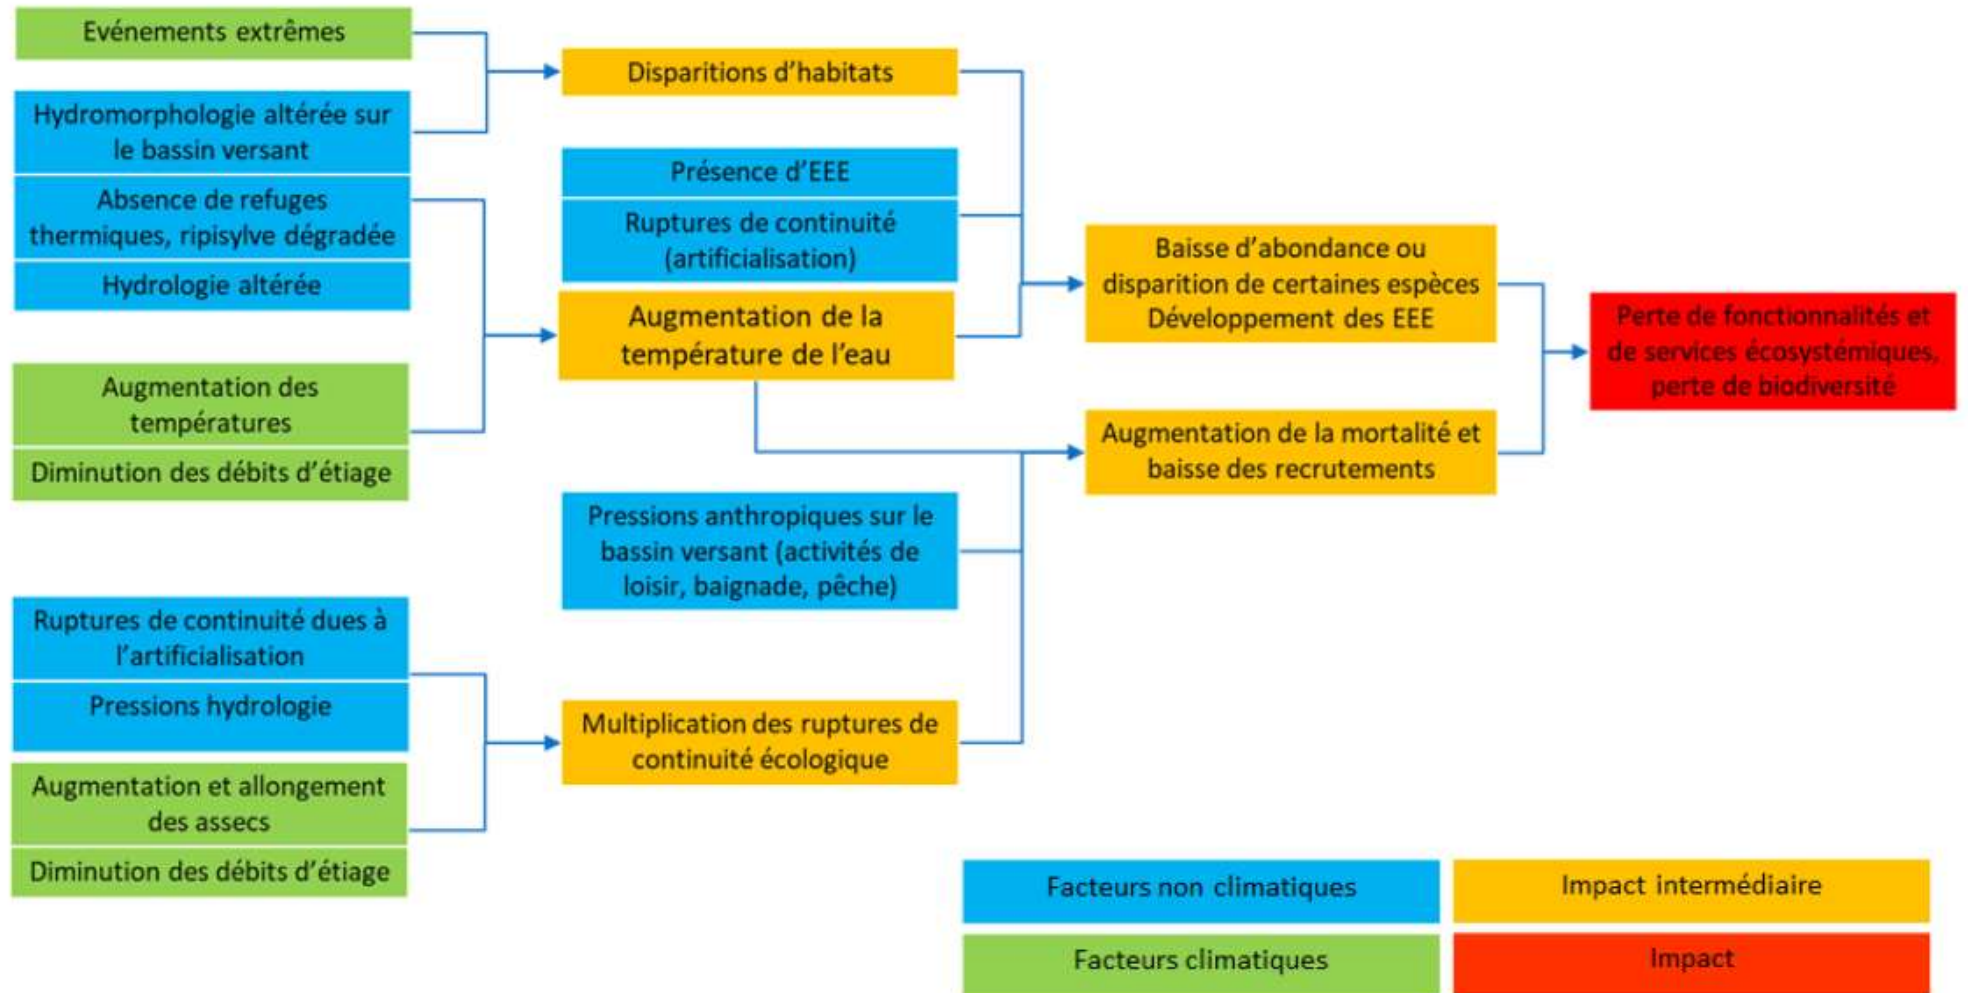 Evénements extrêmes
Hydromorphologie altérée sur
le bassin versant
Absence de refuges
thermiques, ripisylve dégradée
Hydrologie altérée
Augmentation des
températures
Diminution des débits d’étiage
Ruptures de continuité dues à
l’artificialisation
Pressions hydrologie
Augmentation et allongement
des assecs
Diminution des débits d’étiage
Disparitions d’habitats
Présence d’EEE
Ruptures de continuité
(artificialisation)
Augmentation de la
température de l’eau
Pressions anthropiques sur le
bassin versant (activités de
loisir, baignade, pêche)
Multiplication des ruptures de
continuité écologique
Baisse d’abondance ou
disparition de certaines espèces
Développement des EEE
Augmentation de la mortalité et
baisse des recrutements
Perte de fonctionnalités et
de services écosystémiques,
perte de biodiversité
Facteurs non climatiques
Impact intermédiaire
Facteurs climatiques
Impact